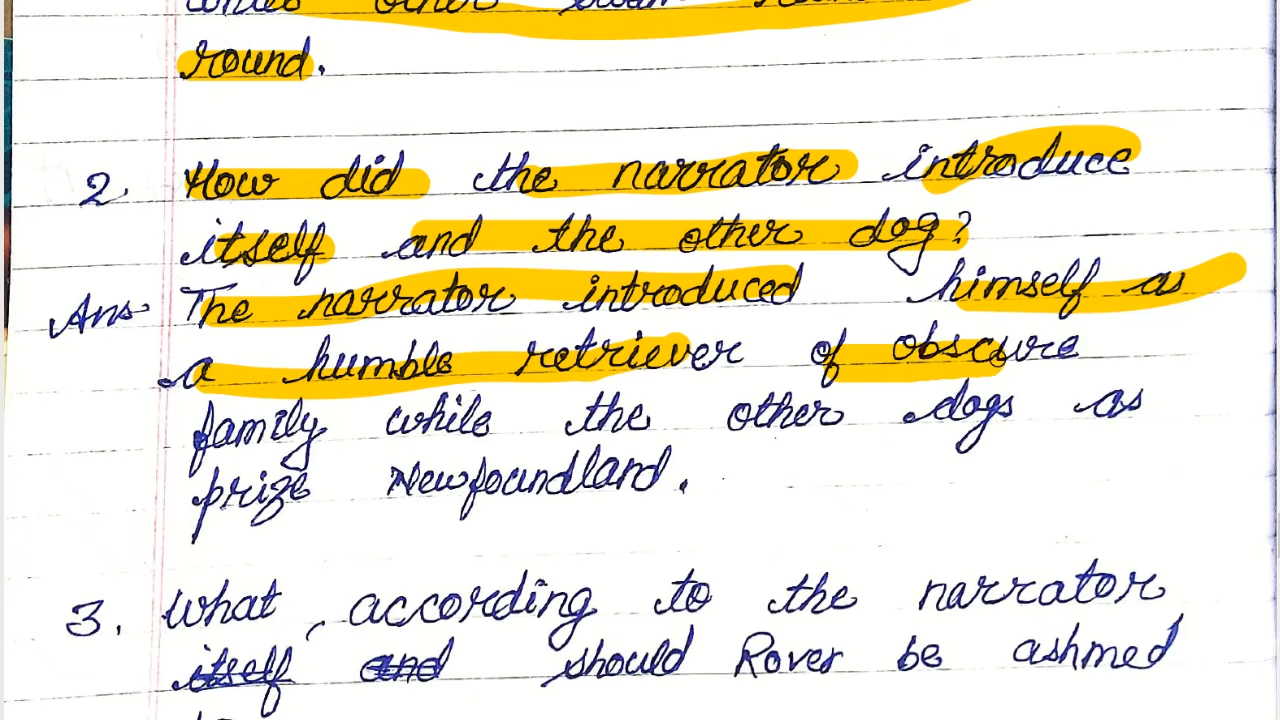 other
round.
2. How did the narrator introduce
itself and the other dog?
Ans The narrator introduced himself as
a humble retriever of obscure
family while the other dogs as
prize Newfoundland.
3. What, according to the narrator
itself and should Rover be ashmed